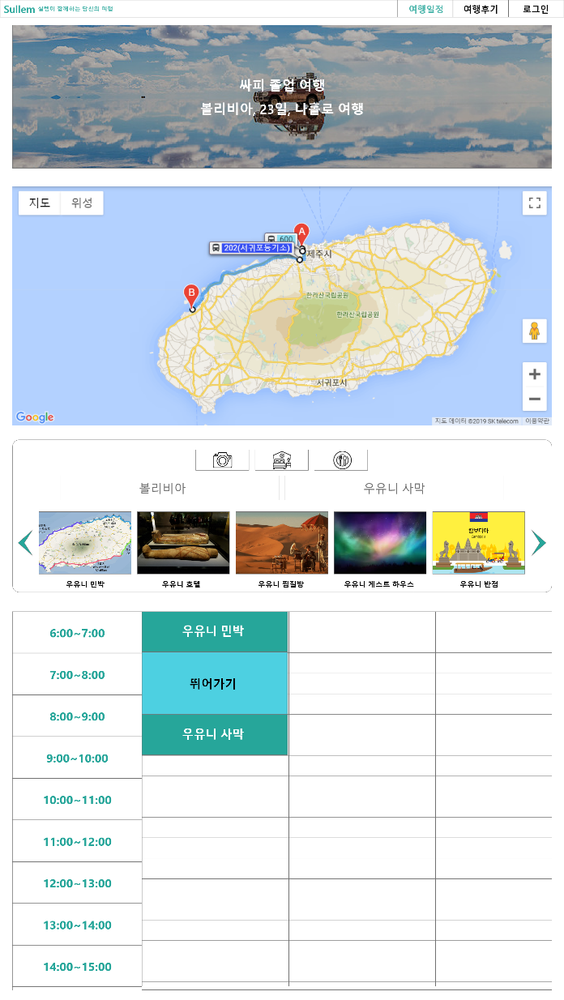 Sullem 설렘이 함께하는 당신의 여행
여행일정
여행후기
로그인
싸피 졸업 여행
볼리비아, 23일, 나홀로 여행
지도
위성
A
600
202(서귀포등기소)
제주시
B
한라산국립공원
한라산국립공원
서귀포시
Google
지도 데이터 ©2019 SK telecom
이용약관
볼리비아
우유니 사막
캄보디아
Cambodia
우유니 민박
우유니 호텔
우유니 찜질방
우유니 게스트 하우스
우유니 반점
6:00~7:00
우유니 민박
7:00~8:00
뛰어가기
8:00~9:00
우유니 사막
9:00~10:00
10:00~11:00
11:00~12:00
12:00~13:00
13:00~14:00
14:00~15:00